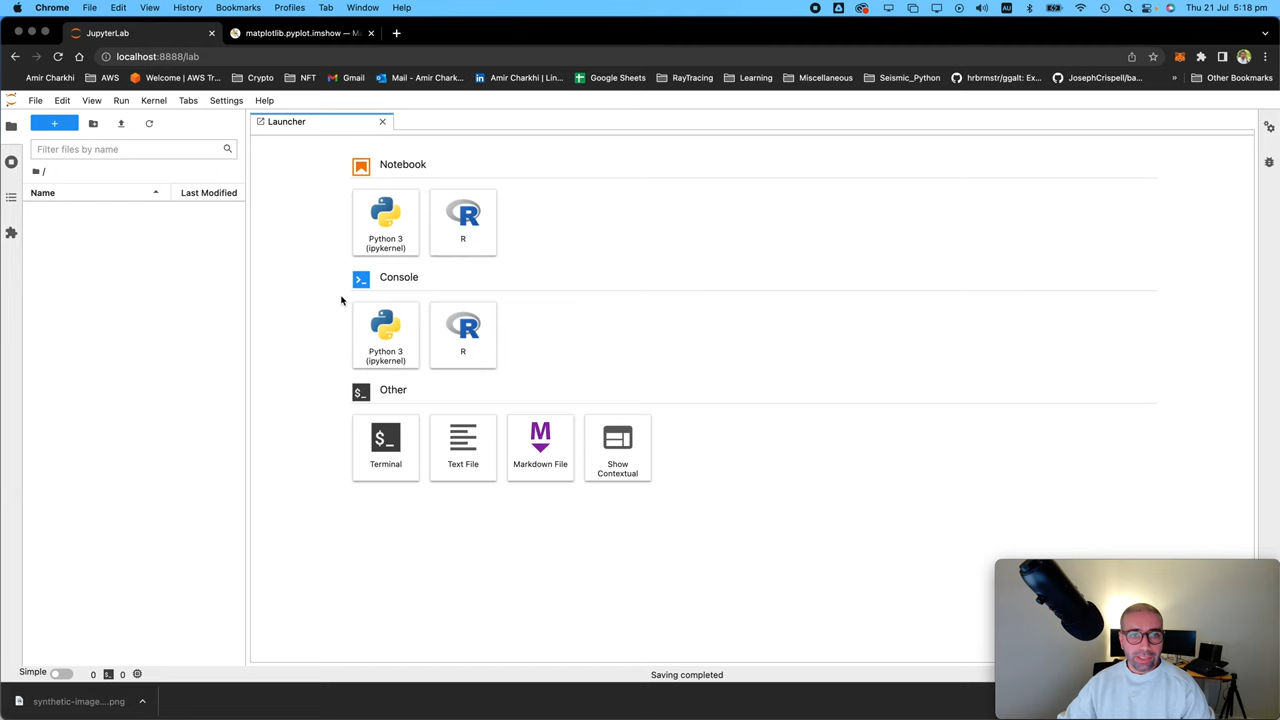 Chrome File Edit View History Bookmarks Profiles Tab Window Help AU Thu 21 Jul 5:18 pm
JupyterLab matplotlib.pyplot.imshow — M
localhost:8888/lab
Amir Charkhi AWS Welcome | AWS Tr... Crypto NFT Gmail Mail - Amir Charkh... Amir Charkhi | Lin... Google Sheets RayTracing Learning Miscellaneous Seismic_Python hrbrmstr/ggalt: Ex... JosephCrispell/ba... » Other Bookmarks
File Edit View Run Kernel Tabs Settings Help
+ Launcher
Filter files by name
/
Name Last Modified
Notebook
Python 3
(ipykernel)
R
Console
Python 3
(ipykernel)
R
Other
$_
Terminal
Text File
M
Markdown File
Show
Contextual
Simple 0 $_ 0 Saving completed
synthetic-image....png